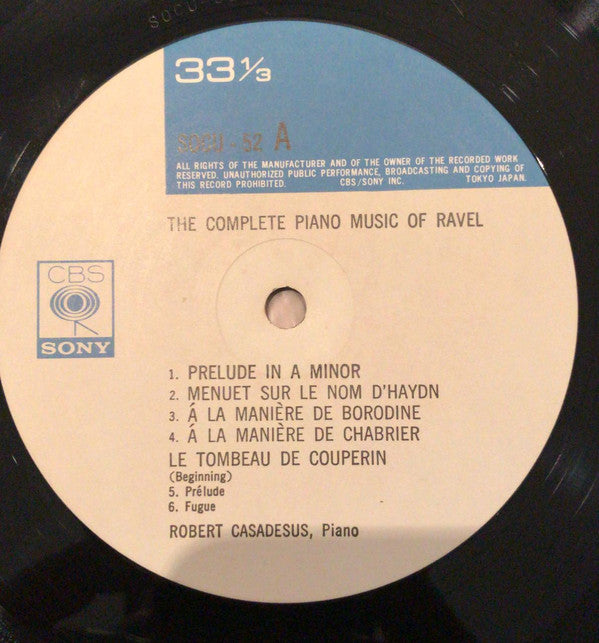 33 1/3
- 52 A
ALL RIGHTS OF THE MANUFACTURER AND OF THE OWNER OF THE RECORDED WORK
RESERVED. UNAUTHORIZED PUBLIC PERFORMANCE, BROADCASTING AND COPYING OF
THIS RECORD PROHIBITED. CBS/SONY INC. TOKYO JAPAN.
THE COMPLETE PIANO MUSIC OF RAVEL
CBS
SONY
1. PRELUDE IN A MINOR
2. MENUET SUR LE NOM D'HAYDN
3. Á LA MANIÈRE DE BORODINE
4. Á LA MANIÈRE DE CHABRIER
LE TOMBEAU DE COUPERIN
(Beginning)
5. Prélude
6. Fugue
ROBERT CASADESUS, Piano